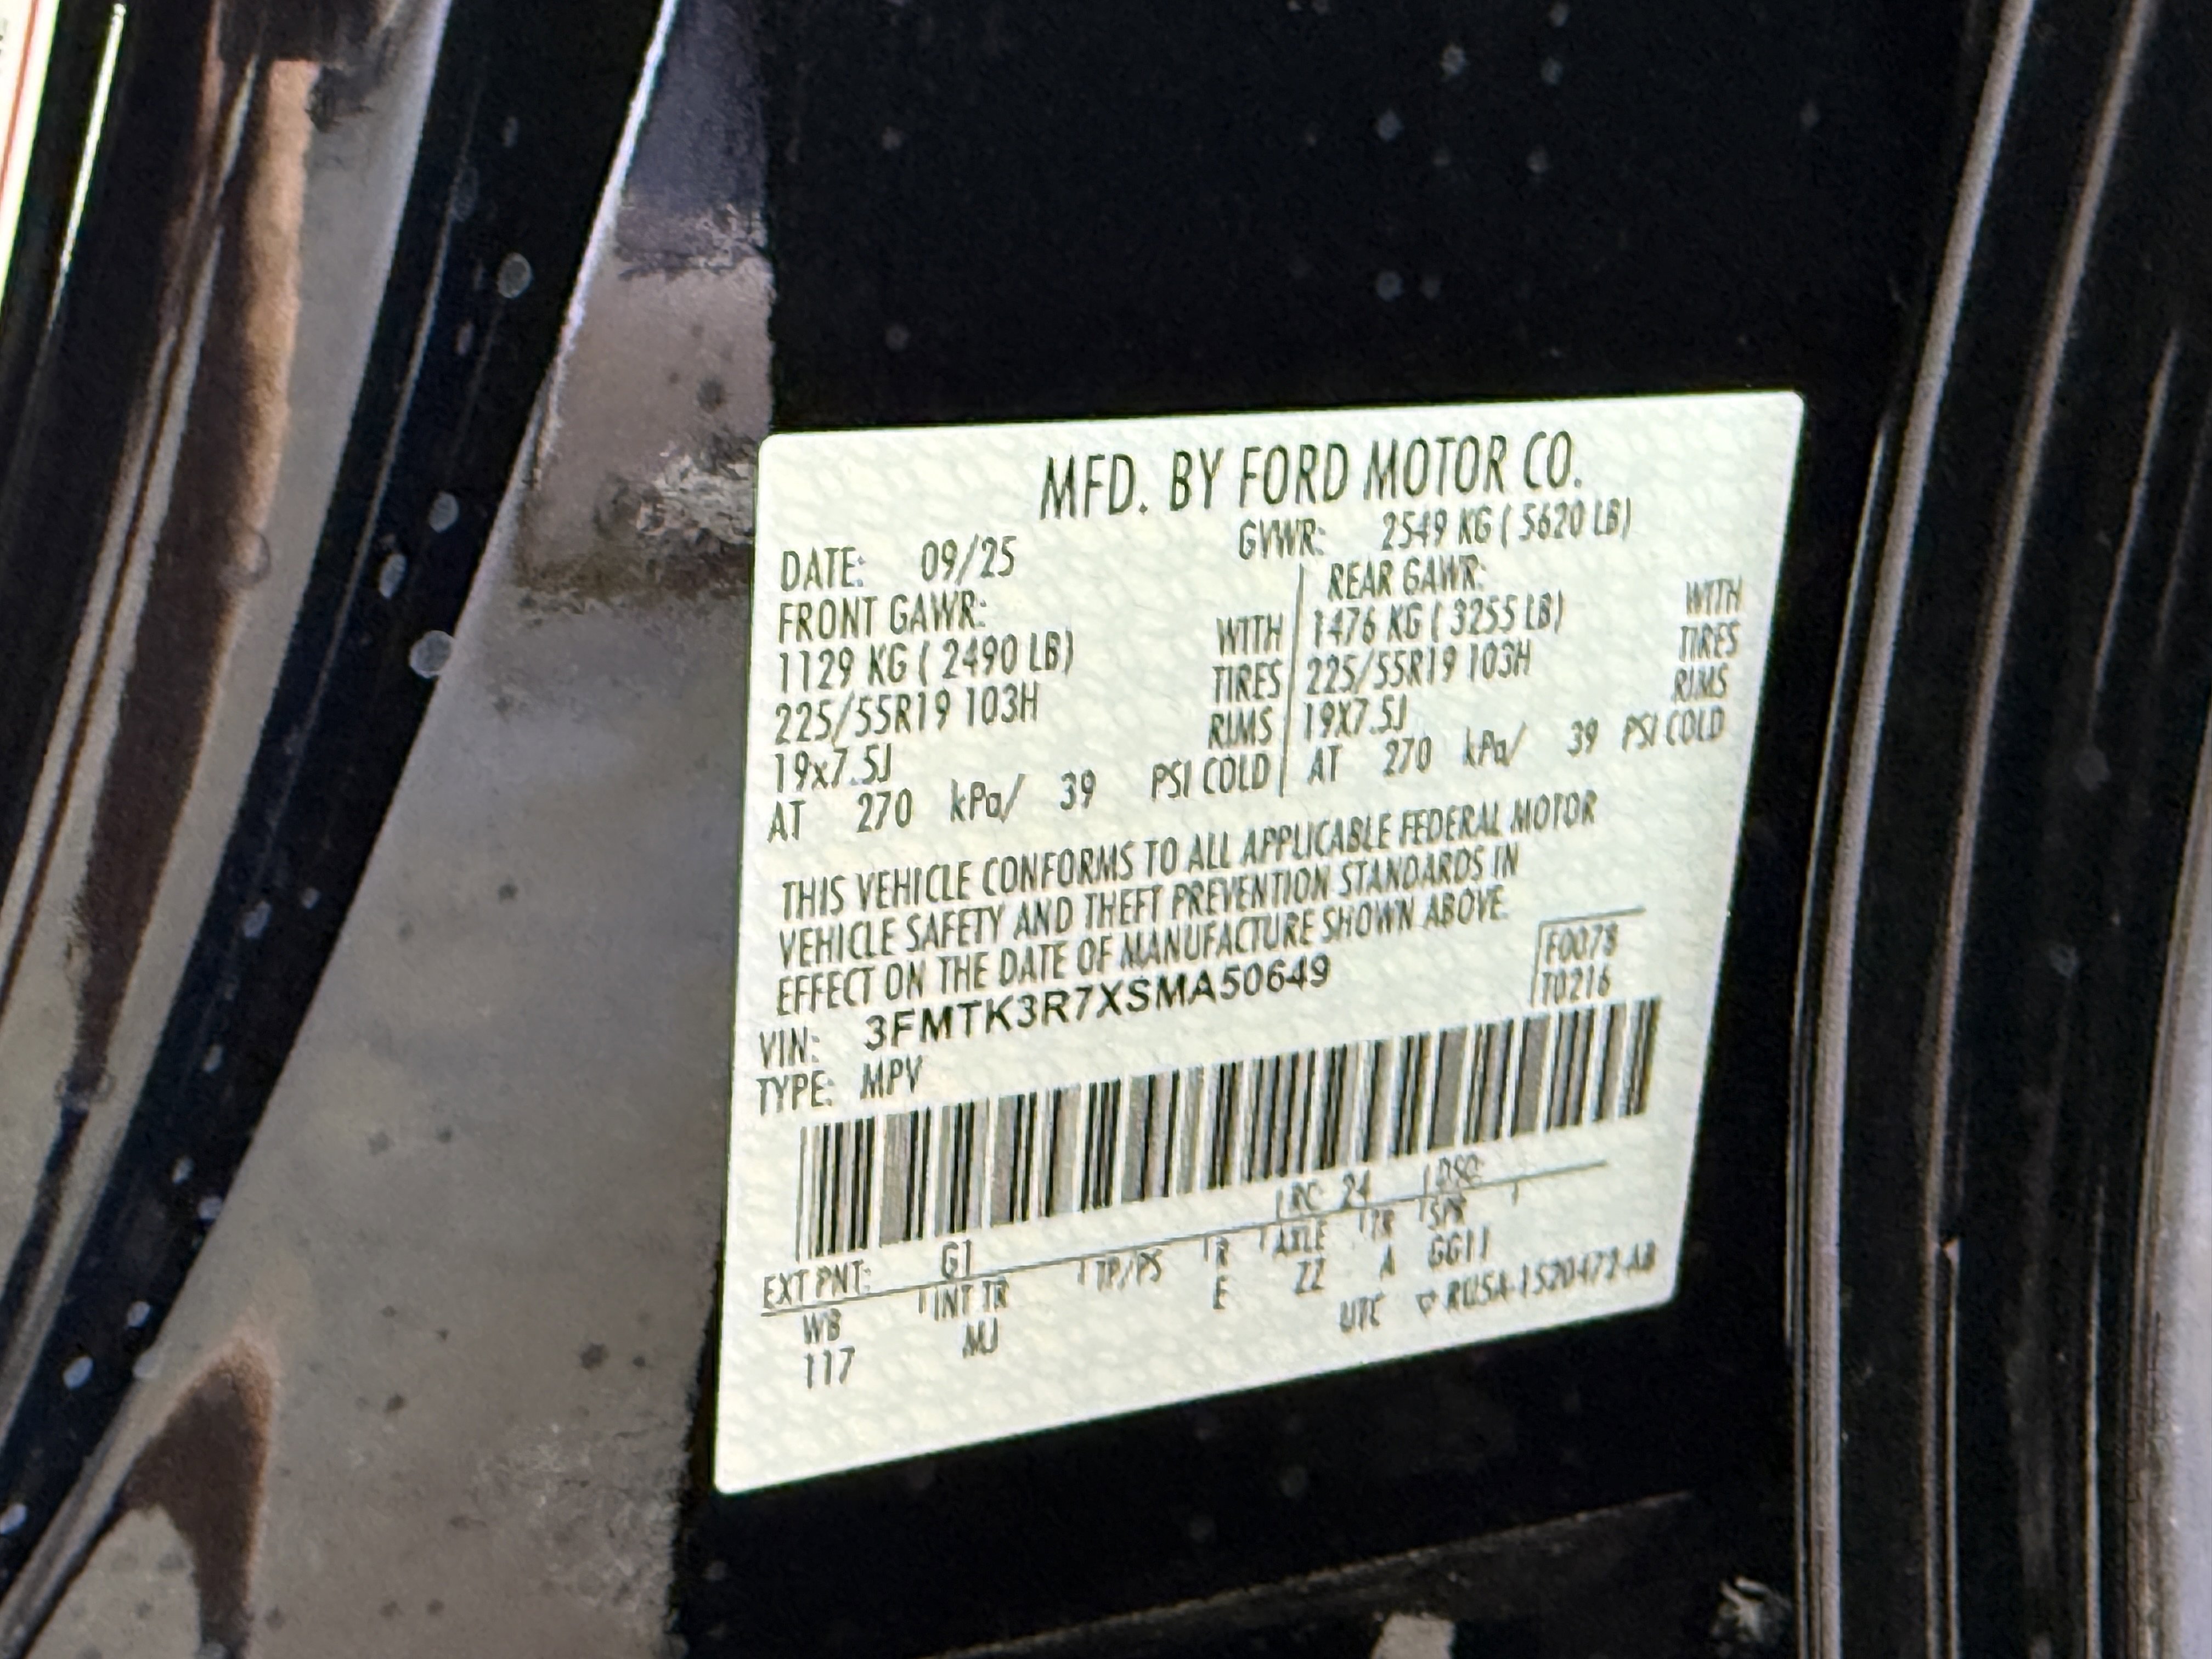 MFD. BY FORD MOTOR CO.
DATE: 09/25 GVWR: 2549 KG ( 5620 LB)
FRONT GAWR: REAR GAWR:
1129 KG ( 2490 LB) WITH 1476 KG ( 3255 LB) WITH
225/55R19 103H TIRES 225/55R19 103H TIRES
19x7.5J RIMS 19X7.5J RIMS
AT 270 kPa/ 39 PSI COLD AT 270 kPa/ 39 PSI COLD
THIS VEHICLE CONFORMS TO ALL APPLICABLE FEDERAL MOTOR
VEHICLE SAFETY AND THEFT PREVENTION STANDARDS IN
EFFECT ON THE DATE OF MANUFACTURE SHOWN ABOVE.
VIN: 3FMTK3R7XSMA50649
F0078
T0216
TYPE: MPV
EXT PNT: G1 RC: 24 DSO:
WB INT TR TP/PS R AXLE TR SPR
117 MJ E ZZ A GG11
UTC